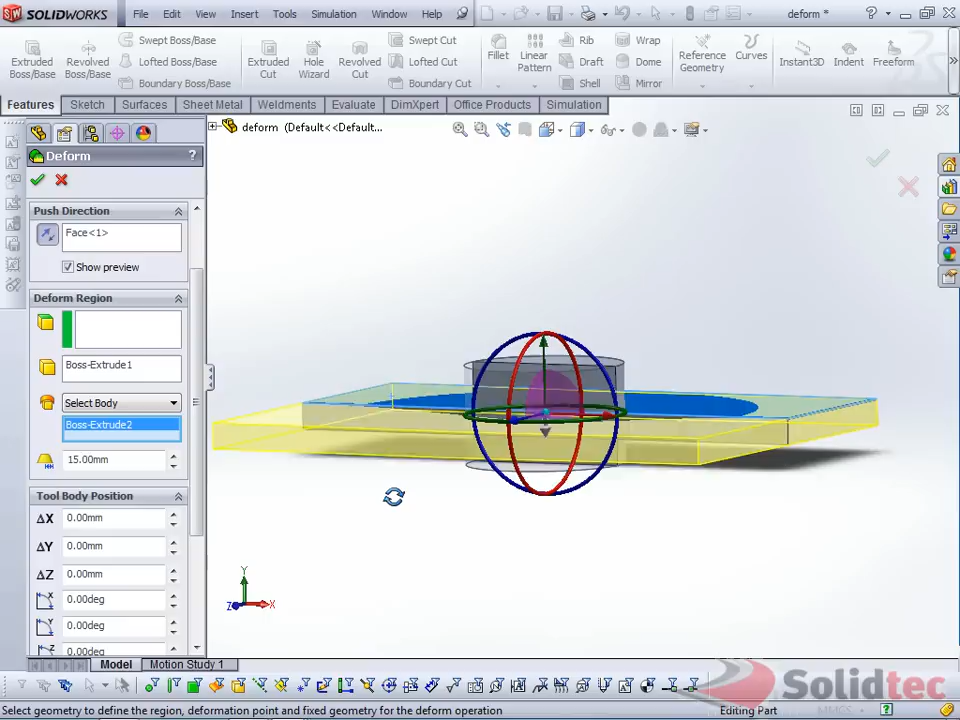 SOLIDWORKS File Edit View Insert Tools Simulation Window Help deform *
Extruded Boss/Base
Revolved Boss/Base
Swept Boss/Base
Lofted Boss/Base
Boundary Boss/Base
Extruded Cut
Hole Wizard
Revolved Cut
Swept Cut
Lofted Cut
Boundary Cut
Fillet
Linear Pattern
Rib
Draft
Shell
Wrap
Dome
Mirror
Reference Geometry
Curves
Instant3D
Indent
Freeform
Features Sketch Surfaces Sheet Metal Weldments Evaluate DimXpert Office Products Simulation
deform (Default<<Default...
Deform ?
Push Direction
Face<1>
Show preview
Deform Region
Boss-Extrude1
Select Body
Boss-Extrude2
15.00mm
Tool Body Position
ΔX 0.00mm
ΔY 0.00mm
ΔZ 0.00mm
0.00deg
0.00deg
0.00deg
Y
Z
X
Model Motion Study 1
Solidtec
Select geometry to define the region, deformation point and fixed geometry for the deform operation
Editing Part
MMGS